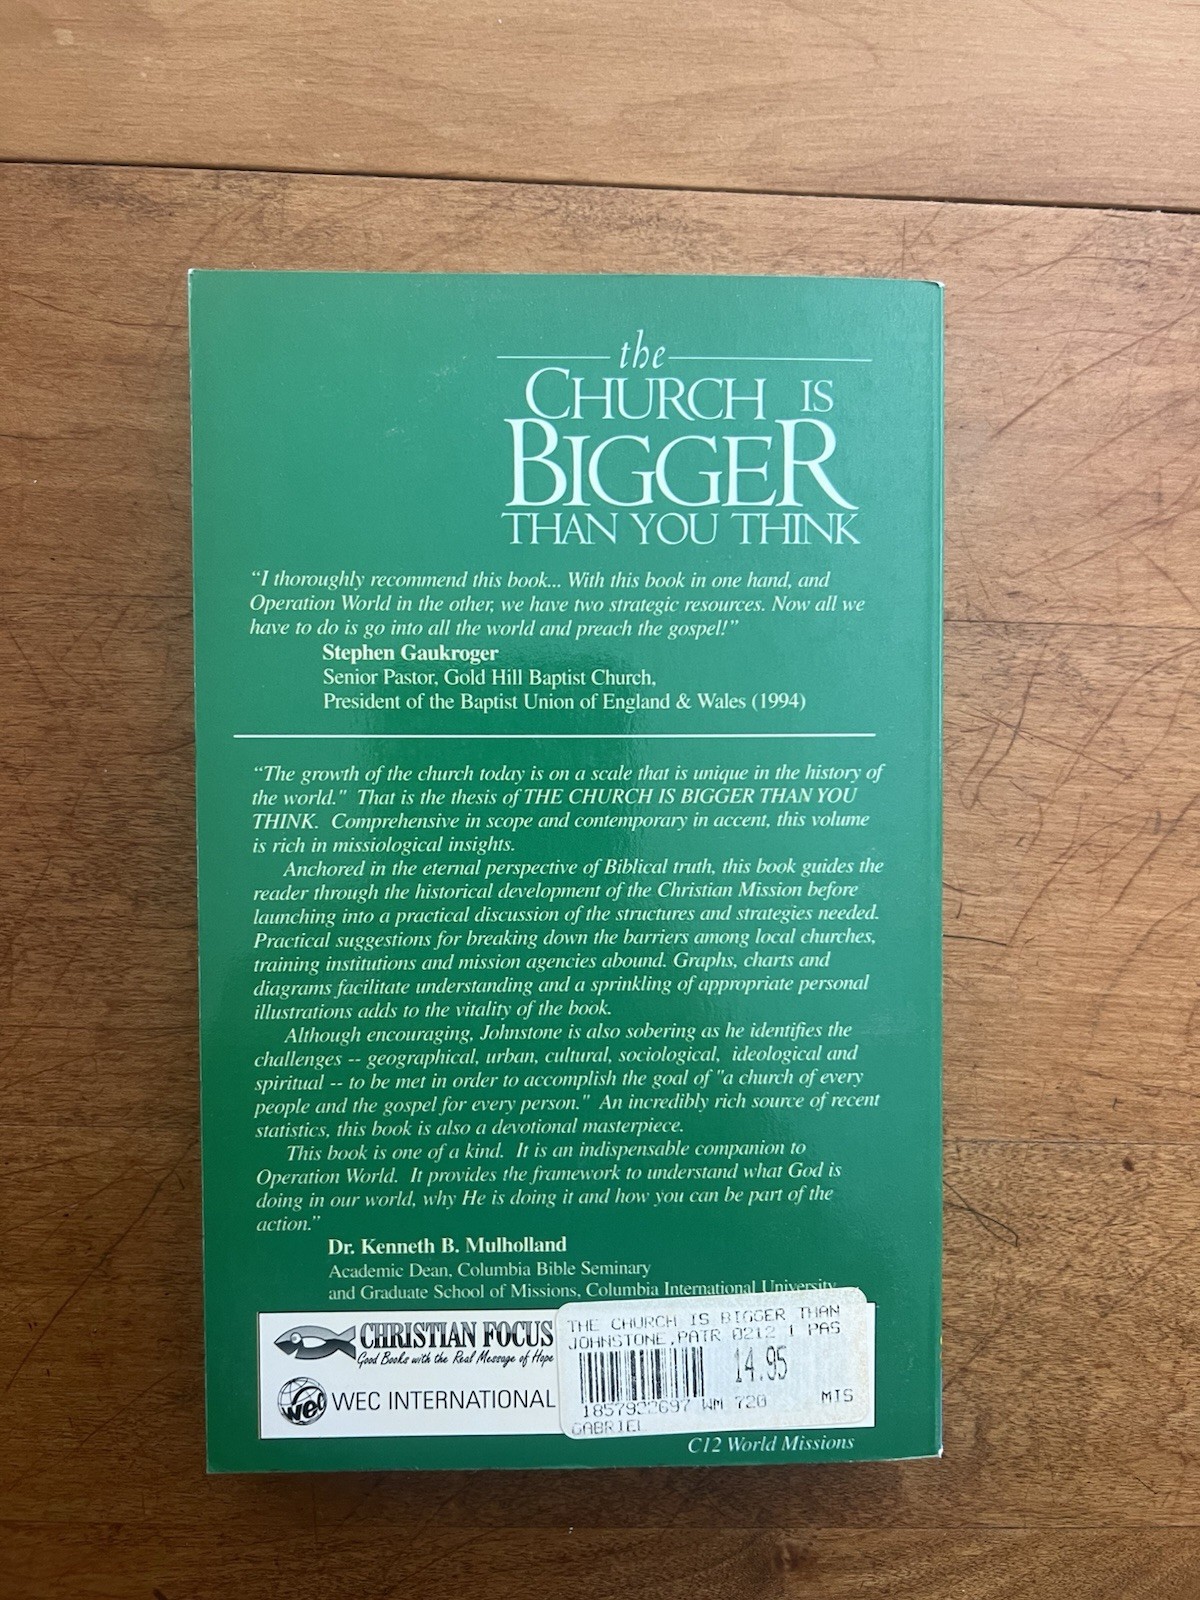 the
CHURCH IS
BIGGER
THAN YOU THINK
“I thoroughly recommend this book... With this book in one hand, and
Operation World in the other, we have two strategic resources. Now all we
have to do is go into all the world and preach the gospel!”
Stephen Gaukroger
Senior Pastor, Gold Hill Baptist Church,
President of the Baptist Union of England & Wales (1994)
“The growth of the church today is on a scale that is unique in the history of
the world." That is the thesis of THE CHURCH IS BIGGER THAN YOU
THINK. Comprehensive in scope and contemporary in accent, this volume
is rich in missiological insights.
Anchored in the eternal perspective of Biblical truth, this book guides the
reader through the historical development of the Christian Mission before
launching into a practical discussion of the structures and strategies needed.
Practical suggestions for breaking down the barriers among local churches,
training institutions and mission agencies abound. Graphs, charts and
diagrams facilitate understanding and a sprinkling of appropriate personal
illustrations adds to the vitality of the book.
Although encouraging, Johnstone is also sobering as he identifies the
challenges -- geographical, urban, cultural, sociological, ideological and
spiritual -- to be met in order to accomplish the goal of "a church of every
people and the gospel for every person." An incredibly rich source of recent
statistics, this book is also a devotional masterpiece.
This book is one of a kind. It is an indispensable companion to
Operation World. It provides the framework to understand what God is
doing in our world, why He is doing it and how you can be part of the
action.”
Dr. Kenneth B. Mulholland
Academic Dean, Columbia Bible Seminary
and Graduate School of Missions, Columbia International University
CHRISTIAN FOCUS
Good Books with the Real Message of Hope
wec WEC INTERNATIONAL
THE CHURCH IS BIGGER THAN
JOHNSTONE,PATR 0212 1 PAS
14.95
1857922697 WM 720 MIS
GABRIEL
C12 World Missions